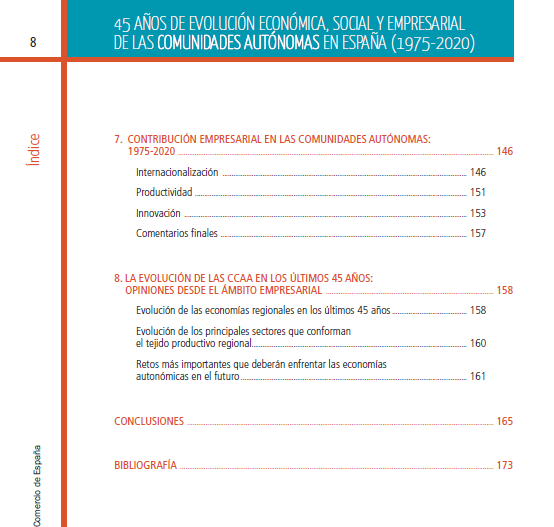 8
45 AÑOS DE EVOLUCIÓN ECONÓMICA, SOCIAL Y EMPRESARIAL
DE LAS COMUNIDADES AUTÓNOMAS EN ESPAÑA (1975-2020)
Índice
7. CONTRIBUCIÓN EMPRESARIAL EN LAS COMUNIDADES AUTÓNOMAS:
1975-2020 146
Internacionalización 146
Productividad 151
Innovación 153
Comentarios finales 157
8. LA EVOLUCIÓN DE LAS CCAA EN LOS ÚLTIMOS 45 AÑOS:
OPINIONES DESDE EL ÁMBITO EMPRESARIAL 158
Evolución de las economías regionales en los últimos 45 años 158
Evolución de los principales sectores que conforman
el tejido productivo regional 160
Retos más importantes que deberán enfrentar las economías
autonómicas en el futuro 161
CONCLUSIONES 165
BIBLIOGRAFÍA 173
Comercio de España